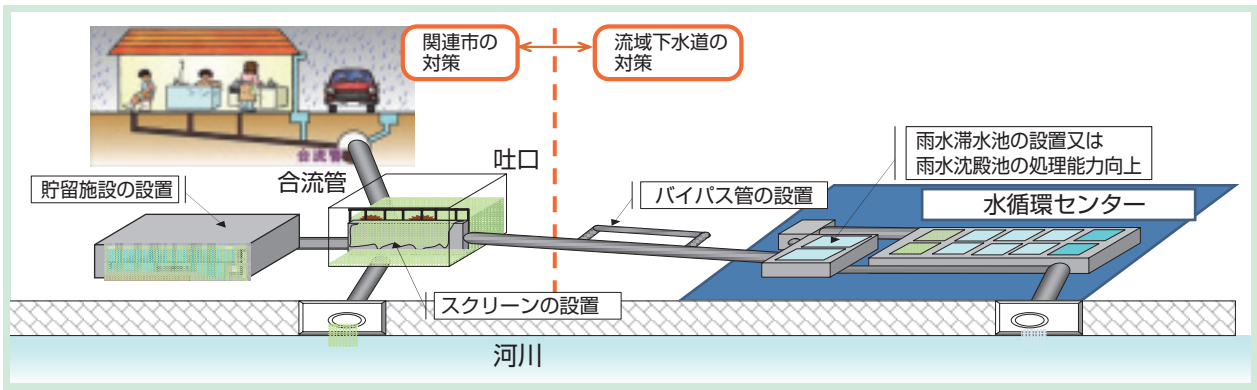 関連市の
対策
流域下水道の
対策
合流管
吐口
合流管
貯留施設の設置
バイパス管の設置
雨水滞水池の設置又は
雨水沈殿池の処理能力向上
水循環センター
スクリーンの設置
河川